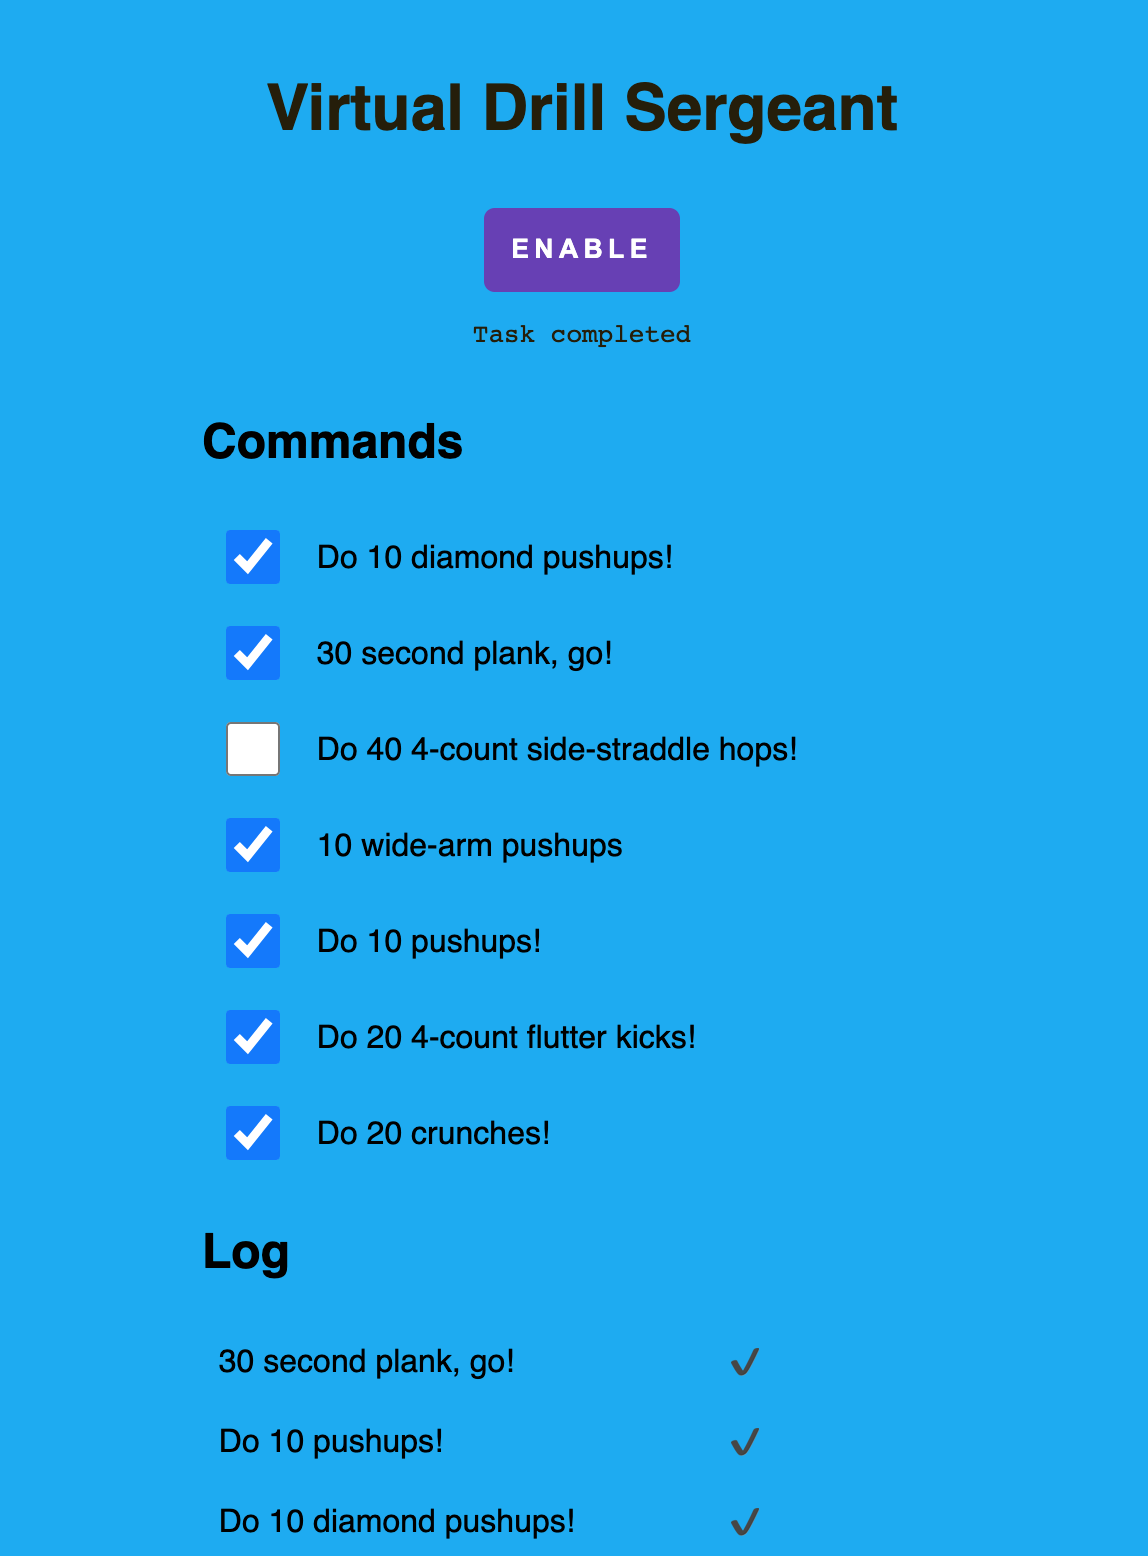 Virtual Drill Sergeant
ENABLE
Task completed
Commands
Do 10 diamond pushups!
30 second plank, go!
Do 40 4-count side-straddle hops!
10 wide-arm pushups
Do 10 pushups!
Do 20 4-count flutter kicks!
Do 20 crunches!
Log
30 second plank, go! ✓
Do 10 pushups! ✓
Do 10 diamond pushups! ✓